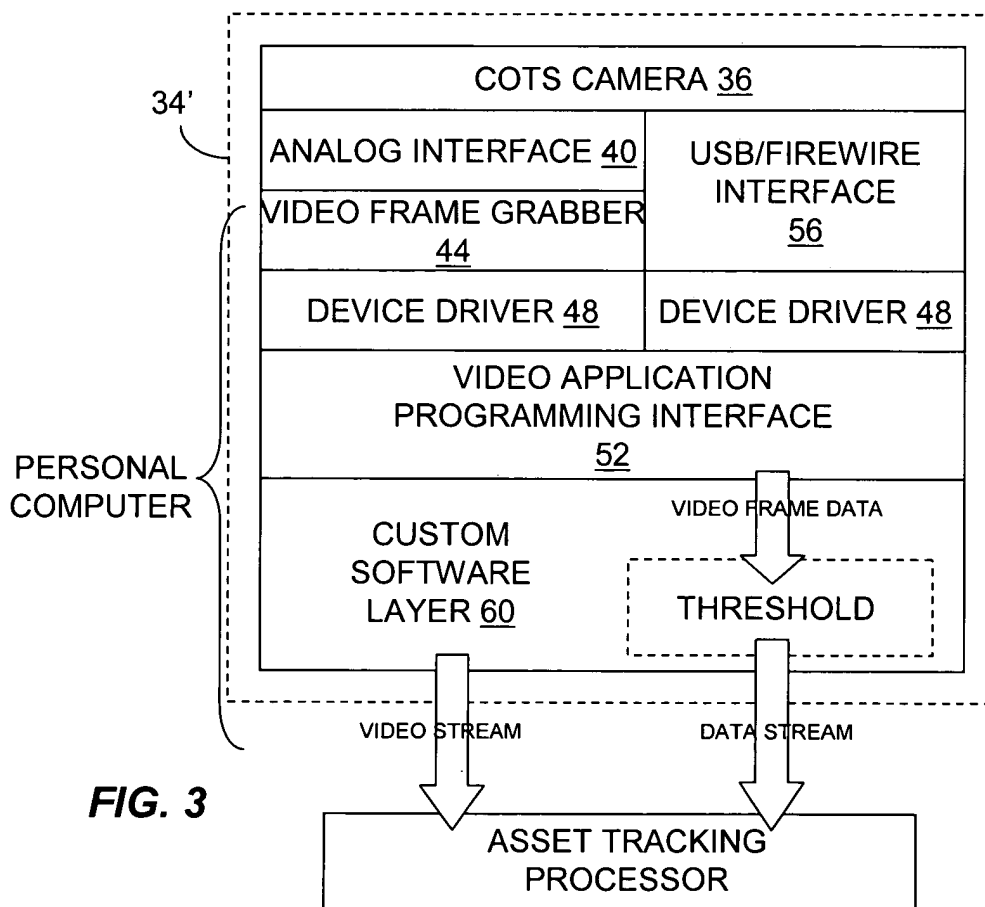 COTS CAMERA 36
34’
ANALOG INTERFACE 40
USB/FIREWIRE
INTERFACE
56
VIDEO FRAME GRABBER
44
DEVICE DRIVER 48
DEVICE DRIVER 48
VIDEO APPLICATION
PROGRAMMING INTERFACE
52
PERSONAL
COMPUTER
VIDEO FRAME DATA
CUSTOM
SOFTWARE
LAYER 60
THRESHOLD
VIDEO STREAM
DATA STREAM
FIG. 3
ASSET TRACKING
PROCESSOR